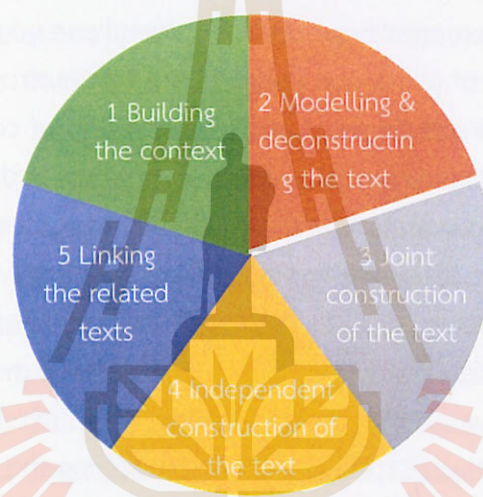 1 Building
the context
2 Modelling &
deconstructin
g the text
3 Joint
construction
of the text
4 Independent
construction of
the text
5 Linking
the related
texts